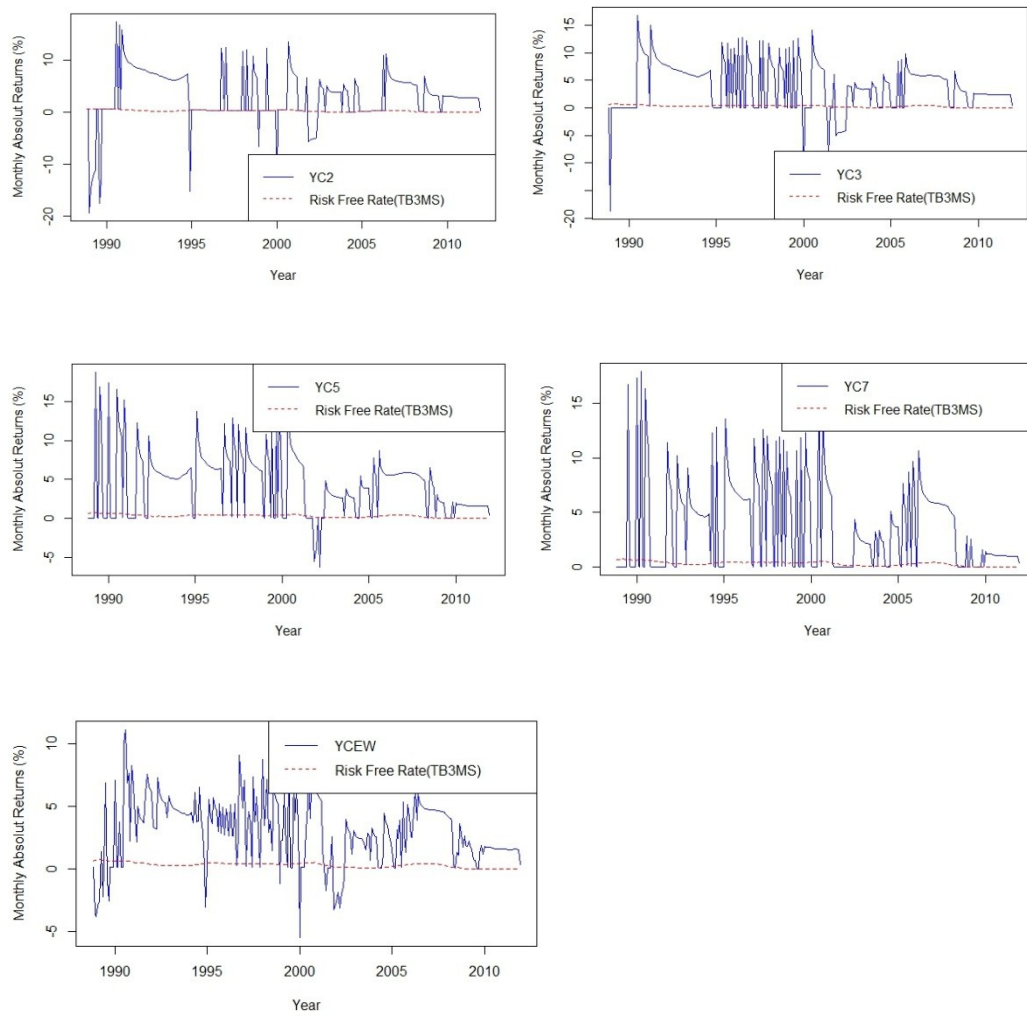 Monthly Absolut Returns (%)
10
0
-10
-20
YC2
Risk Free Rate(TB3MS)
1990 1995 2000 2005 2010
Year
Monthly Absolut Returns (%)
15
10
5
0
-5
-10
-20
YC3
Risk Free Rate(TB3MS)
1990 1995 2000 2005 2010
Year
Monthly Absolut Returns (%)
15
10
5
0
-5
YC5
Risk Free Rate(TB3MS)
1990 1995 2000 2005 2010
Year
Monthly Absolut Returns (%)
15
10
5
0
YC7
Risk Free Rate(TB3MS)
1990 1995 2000 2005 2010
Year
Monthly Absolut Returns (%)
10
5
0
-5
YCEW
Risk Free Rate(TB3MS)
1990 1995 2000 2005 2010
Year